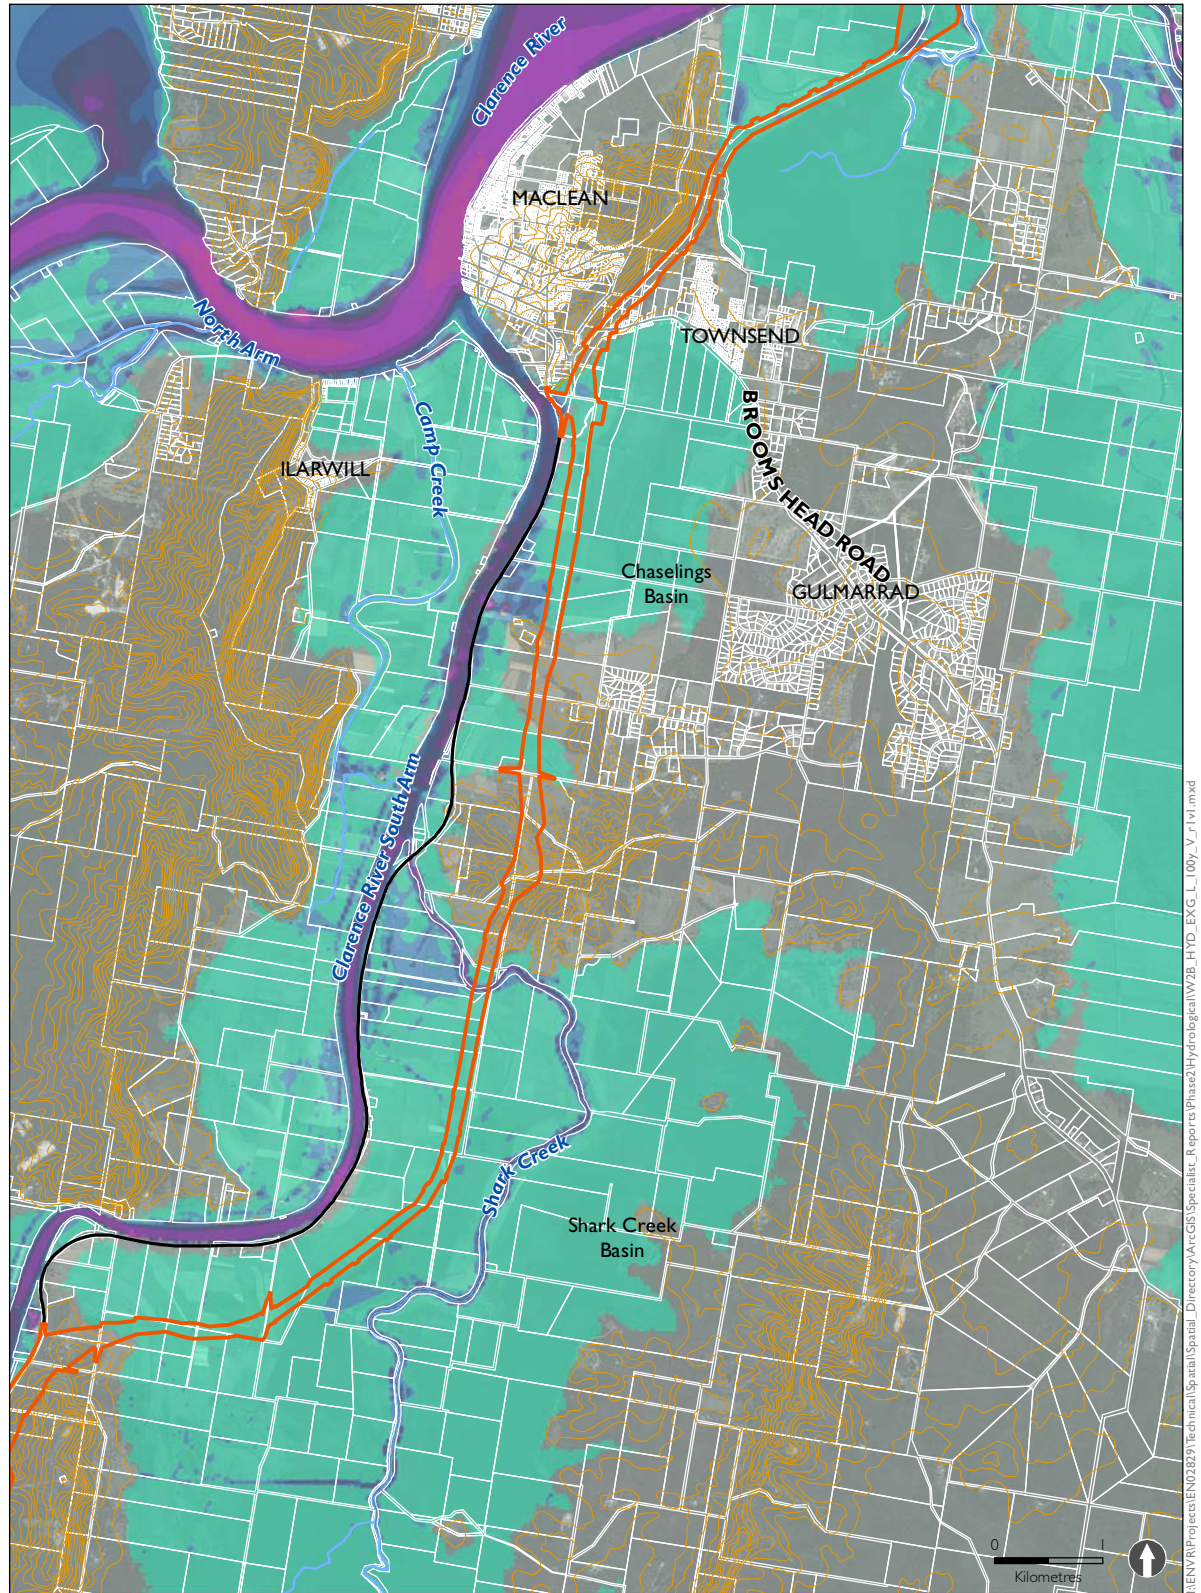 Clarence River
MACLEAN
North Arm
TOWNSEND
BROOMS HEAD ROAD
Camp Creek
ILARWILL
Chaselings
Basin
GULMARRAD
Clarence River South Arm
Shark Creek
Shark Creek
Basin
0 1
Kilometres